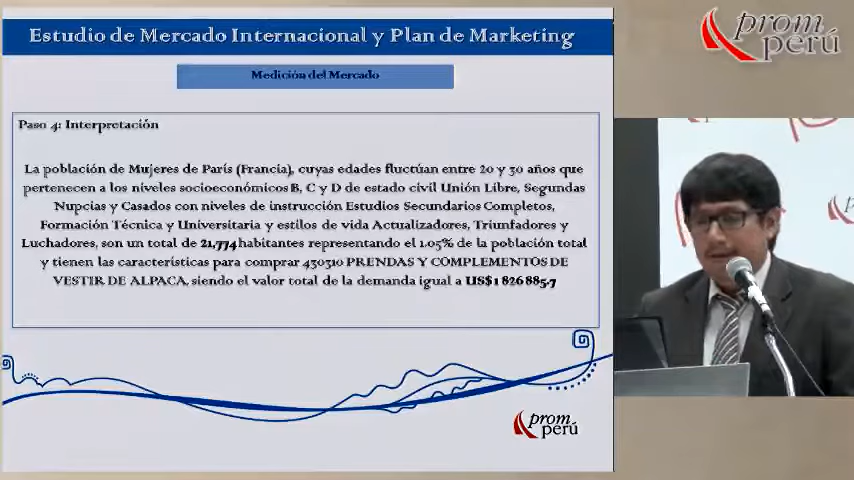 Estudio de Mercado Internacional y Plan de Marketing
Medición del Mercado
Paso 4: Interpretación
La población de Mujeres de París (Francia), cuyas edades fluctúan entre 20 y 30 años que
pertenecen a los niveles socioeconómicos B, C y D de estado civil Unión Libre, Segundas
Nupcias y Casados con niveles de instrucción Estudios Secundarios Completos,
Formación Técnica y Universitaria y estilos de vida Actualizadores, Triunfadores y
Luchadores, son un total de 21,774 habitantes representando el 1.05% de la población total
y tienen las características para comprar 430310 PRENDAS Y COMPLEMENTOS DE
VESTIR DE ALPACA, siendo el valor total de la demanda igual a US$ 1 826 885.7
prom
perú
prom
perú